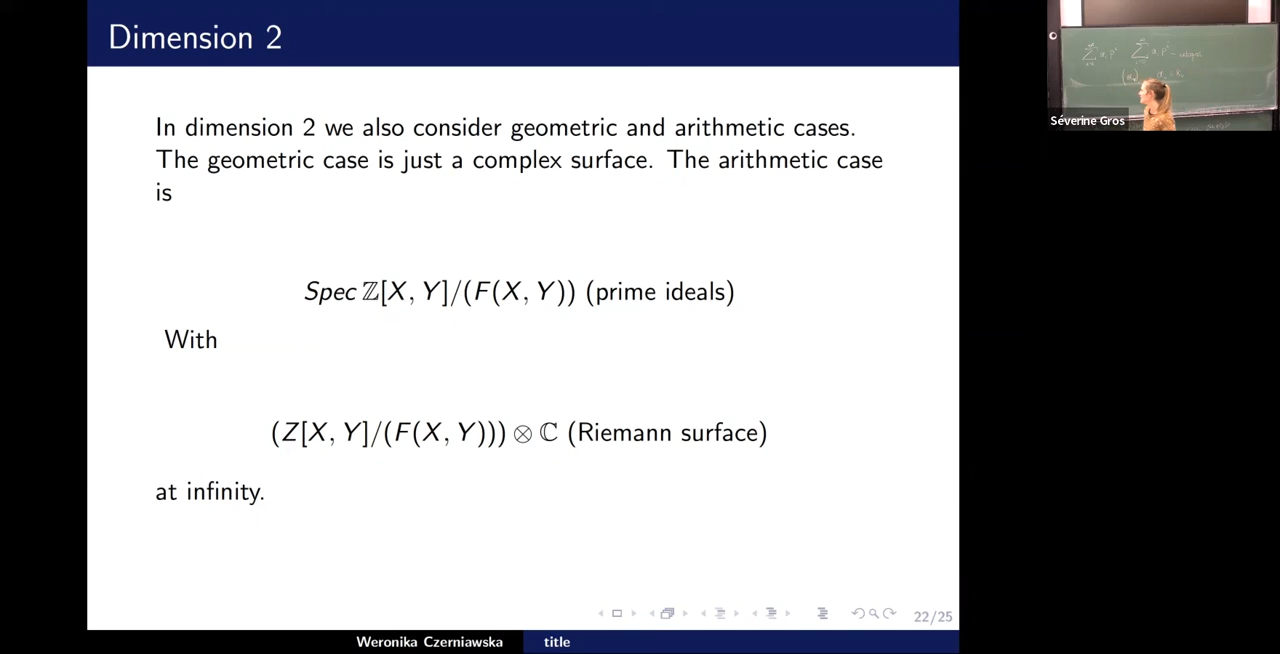 Dimension 2
In dimension 2 we also consider geometric and arithmetic cases.
The geometric case is just a complex surface. The arithmetic case
is
Spec ℤ[X, Y]/(F(X, Y)) (prime ideals)
With
(Z[X, Y]/(F(X, Y))) ⊗ ℂ (Riemann surface)
at infinity.
22/25
Weronika Czerniawska title
Séverine Gros